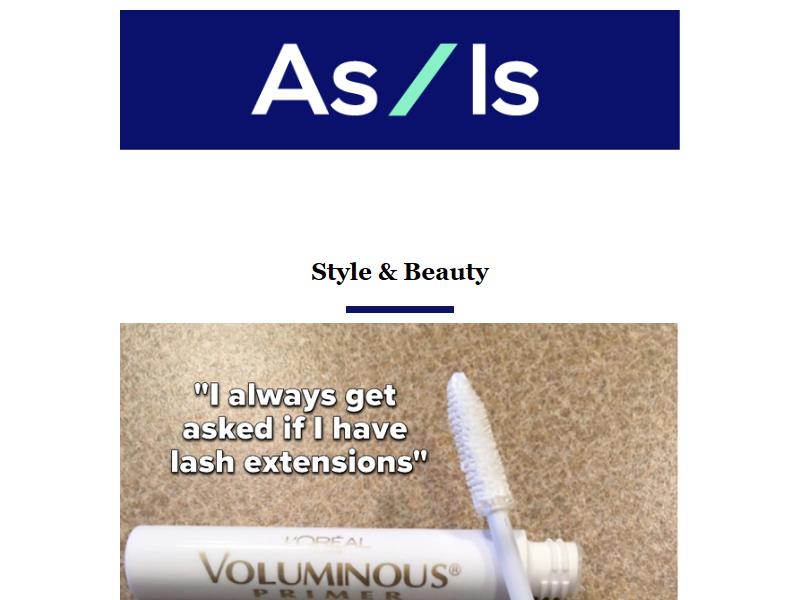 As/Is
Style & Beauty
"I always get
asked if I have
lash extensions"
L'ORÉAL
VOLUMINOUS®
PRIMER